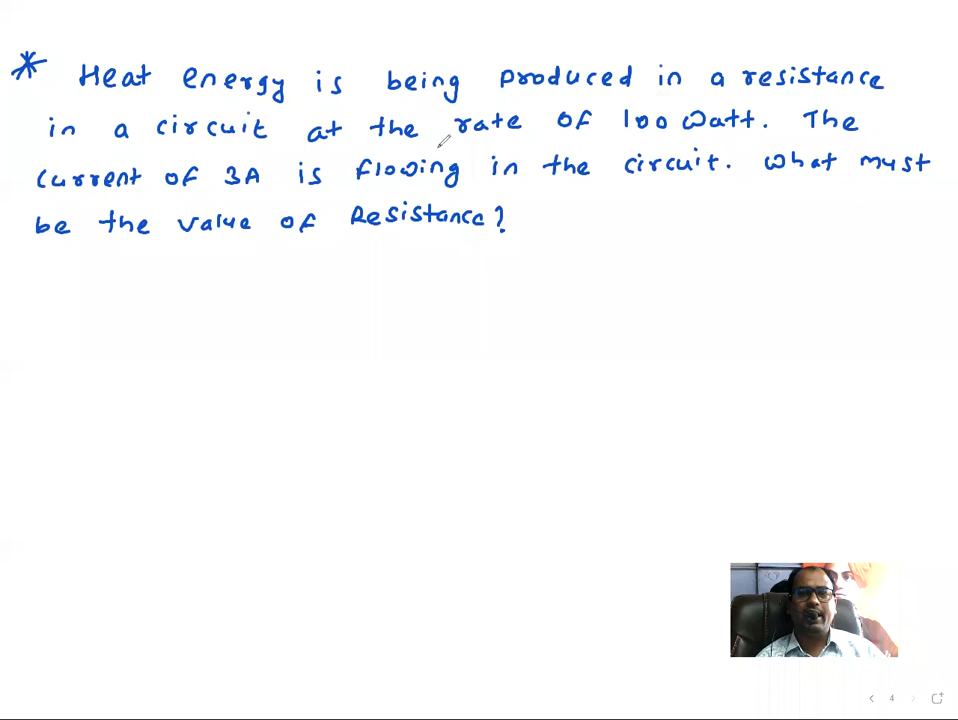 * Heat energy is being produced in a resistance
in a circuit at the rate of 100 Watt. The
current of 3A is flowing in the circuit. What must
be the value of Resistance?
4